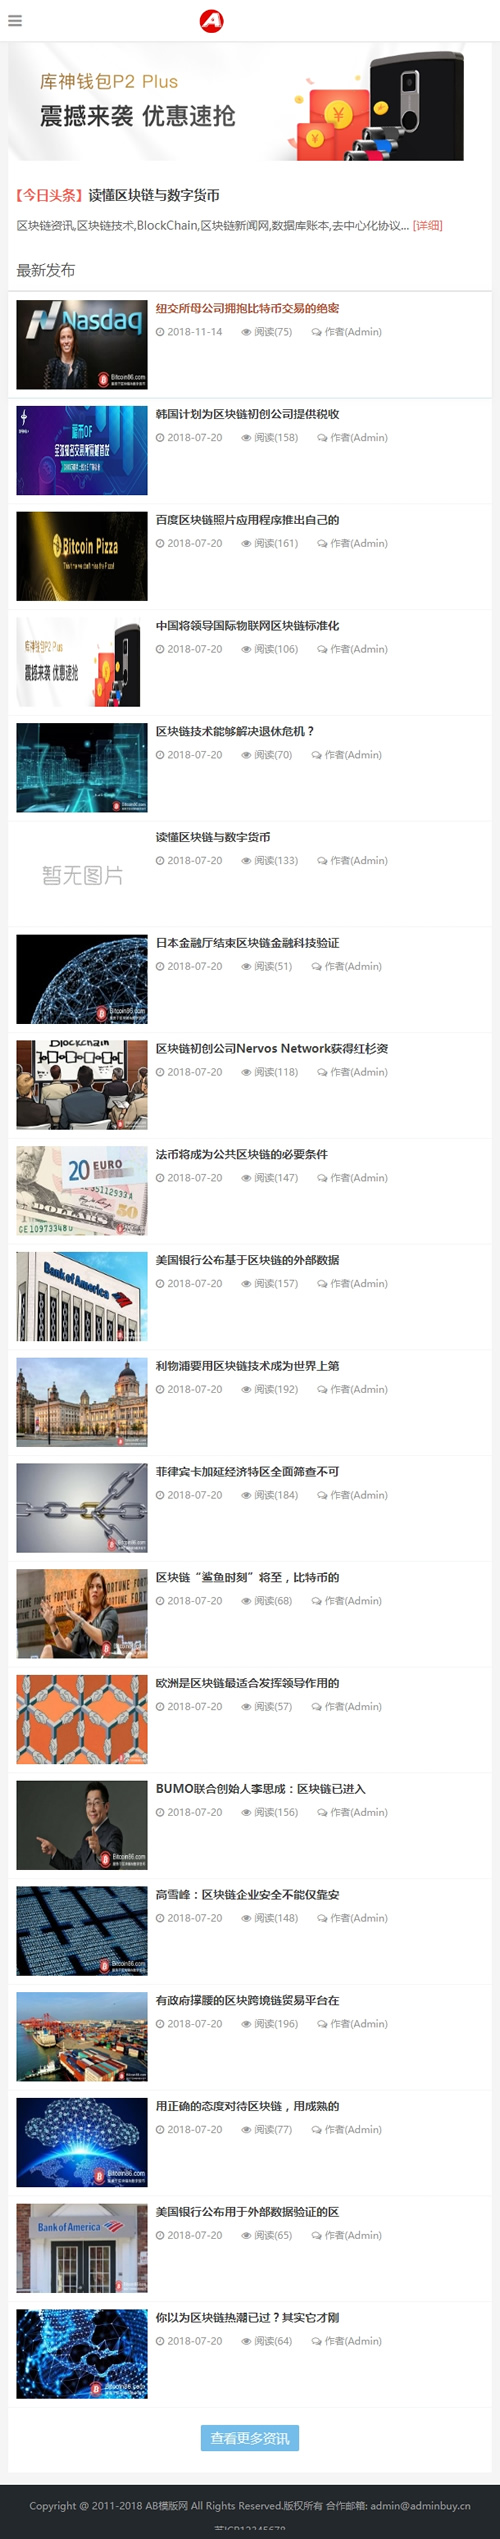 A
库神钱包P2 Plus
震撼来袭 优惠速抢
【今日头条】读懂区块链与数字货币
区块链资讯,区块链技术,BlockChain,区块链新闻网,数据库账本,去中心化协议... [详细]
最新发布
Nasdaq
Bitcoin86.com
纽交所母公司拥抱比特币交易的绝密
2018-11-14 阅读(75) 作者(Admin)
韩国计划为区块链初创公司提供税收
2018-07-20 阅读(158) 作者(Admin)
Bitcoin Pizza
百度区块链照片应用程序推出自己的
2018-07-20 阅读(161) 作者(Admin)
库神钱包P2 Plus
震撼来袭 优惠速抢
中国将领导国际物联网区块链标准化
2018-07-20 阅读(106) 作者(Admin)
Bitcoin86.com
区块链技术能够解决退休危机？
2018-07-20 阅读(70) 作者(Admin)
暂无图片
读懂区块链与数字货币
2018-07-20 阅读(133) 作者(Admin)
Bitcoin86.com
日本金融厅结束区块链金融科技验证
2018-07-20 阅读(51) 作者(Admin)
Blockchain
区块链初创公司Nervos Network获得红杉资
2018-07-20 阅读(118) 作者(Admin)
20 EURO
50
法币将成为公共区块链的必要条件
2018-07-20 阅读(147) 作者(Admin)
Bank of America
美国银行公布基于区块链的外部数据
2018-07-20 阅读(157) 作者(Admin)
利物浦要用区块链技术成为世界上第
2018-07-20 阅读(192) 作者(Admin)
菲律宾卡加延经济特区全面筛查不可
2018-07-20 阅读(184) 作者(Admin)
FORTUNE
区块链“鲨鱼时刻”将至，比特币的
2018-07-20 阅读(68) 作者(Admin)
欧洲是区块链最适合发挥领导作用的
2018-07-20 阅读(57) 作者(Admin)
Bitcoin86.com
BUMO联合创始人李思成：区块链已进入
2018-07-20 阅读(156) 作者(Admin)
Bitcoin86.com
高雪峰：区块链企业安全不能仅靠安
2018-07-20 阅读(148) 作者(Admin)
有政府撑腰的区块跨境链贸易平台在
2018-07-20 阅读(196) 作者(Admin)
Bitcoin86.com
用正确的态度对待区块链，用成熟的
2018-07-20 阅读(77) 作者(Admin)
Bank of America
美国银行公布用于外部数据验证的区
2018-07-20 阅读(65) 作者(Admin)
Bitcoin86.com
你以为区块链热潮已过？其实它才刚
2018-07-20 阅读(64) 作者(Admin)
查看更多资讯
Copyright @ 2011-2018 AB模版网 All Rights Reserved.版权所有 合作邮箱: admin@adminbuy.cn